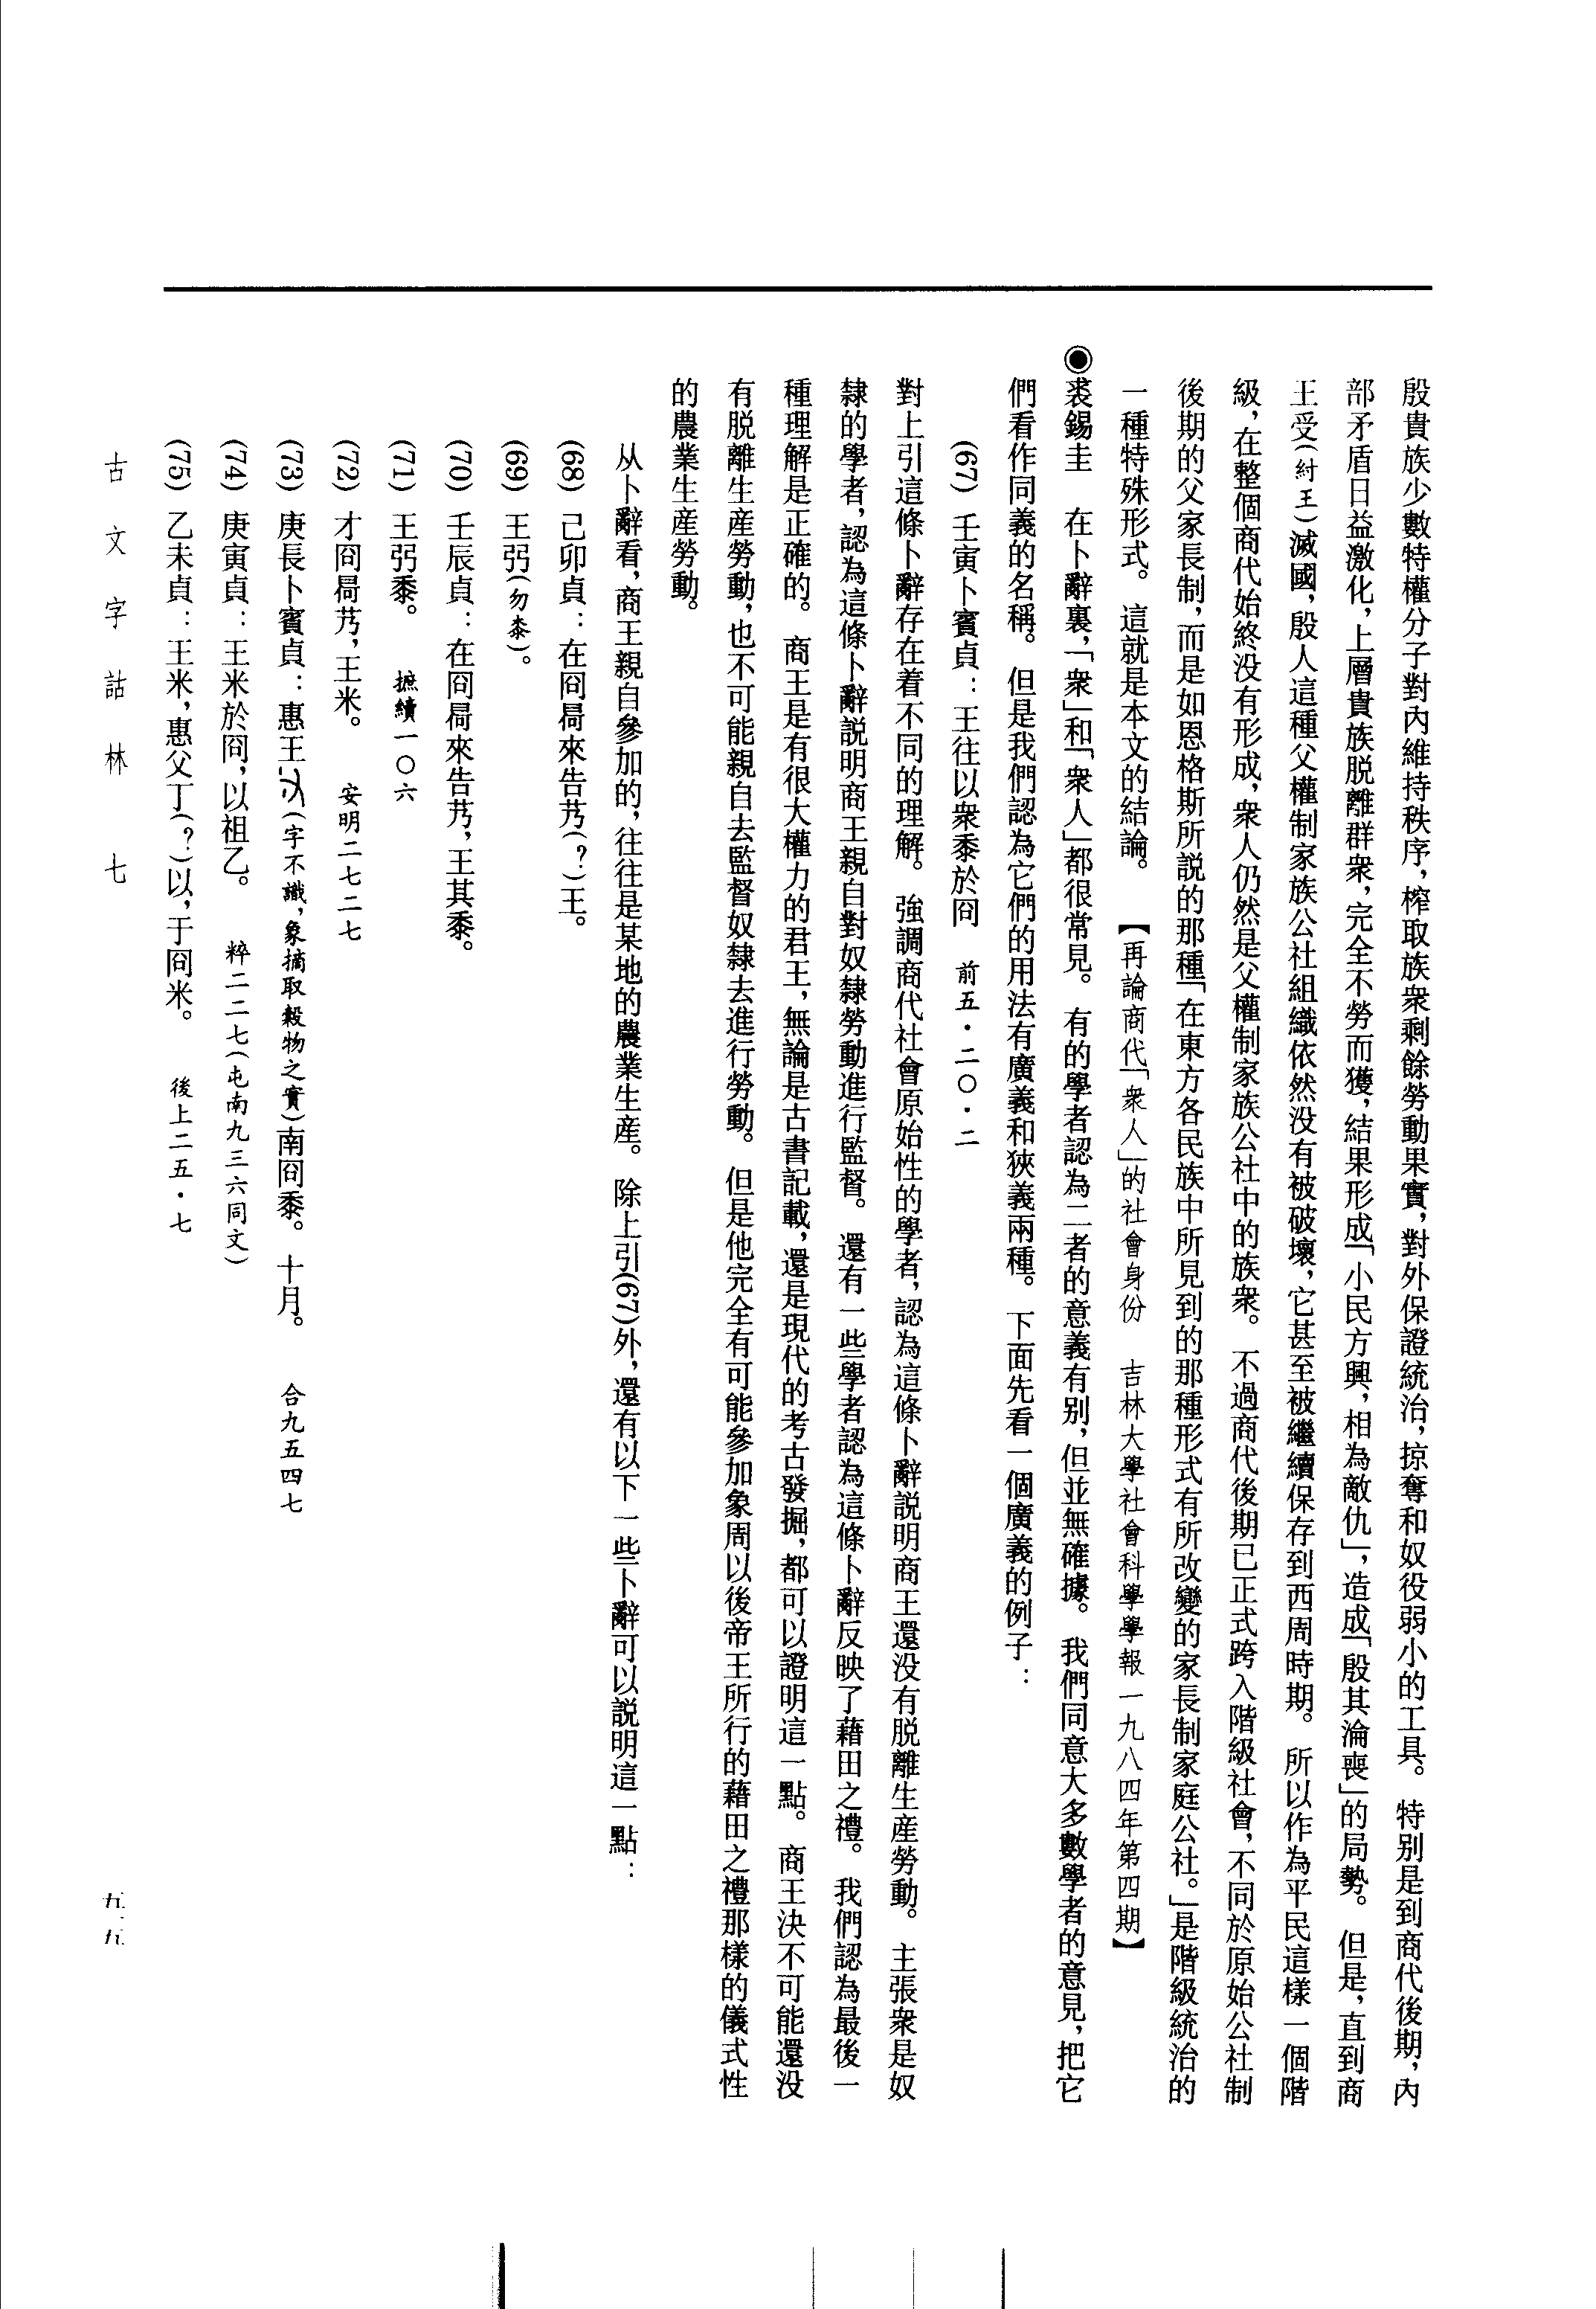 殷貴族少數特權分子對內維持秩序，榨取族衆剩餘勞動果實，對外保證統治，掠奪和奴役弱小的工具。特别是到商代後期，內
部矛盾日益激化，上層貴族脱離群衆，完全不勞而獲，結果形成「小民方興，相為敵仇」，造成「殷其淪喪」的局勢。但是，直到商
王受(紂王)滅國，殷人這種父權制家族公社組織依然没有被破壞，它甚至被繼續保存到西周時期。所以作為平民這樣一個階
級，在整個商代始終没有形成，衆人仍然是父權制家族公社中的族衆。不過商代後期已正式跨入階級社會，不同於原始公社制
後期的父家長制，而是如恩格斯所説的那種「在東方各民族中所見到的那種形式有所改變的家長制家庭公社。」是階級統治的
一種特殊形式。這就是本文的結論。【再論商代「衆人」的社會身份　吉林大學社會科學學報一九八四年第四期】
◉裘錫圭　在卜辭裏，「衆」和「衆人」都很常見。有的學者認為二者的意義有别，但並無確據。我們同意大多數學者的意見，把它
們看作同義的名稱。但是我們認為它們的用法有廣義和狹義兩種。下面先看一個廣義的例子：
(67) 壬寅卜賓貞：王往以衆黍於冏　前五·二〇·二
對上引這條卜辭存在着不同的理解。強調商代社會原始性的學者，認為這條卜辭説明商王還没有脱離生産勞動。主張衆是奴
隸的學者，認為這條卜辭説明商王親自對奴隸勞動進行監督。還有一些學者認為這條卜辭反映了藉田之禮。我們認為最後一
種理解是正確的。商王是有很大權力的君王，無論是古書記載，還是現代的考古發掘，都可以證明這一點。商王決不可能還没
有脱離生産勞動，也不可能親自去監督奴隸去進行勞動。但是他完全有可能參加象周以後帝王所行的藉田之禮那樣的儀式性
的農業生産勞動。
从卜辭看，商王親自參加的，往往是某地的農業生産。除上引(67)外，還有以下一些卜辭可以説明這一點：
(68) 己卯貞：在冏㞾來告艿(?)王。
(69) 王弜(勿黍)。
(70) 壬辰貞：在冏㞾來告艿，王其黍。
(71) 王弜黍。　摭續一〇六
(72) 才冏㞾艿，王米。　安明二七二七
(73) 庚長卜賓貞：惠王(字不識，象摘取穀物之實)南冏黍。十月。　合九五四七
(74) 庚寅貞：王米於冏，以祖乙。　粹二二七(屯南九三六同文)
(75) 乙未貞：王米，惠父丁(?)以，于冏米。　後上二五·七
古文字詁林　七
五·五